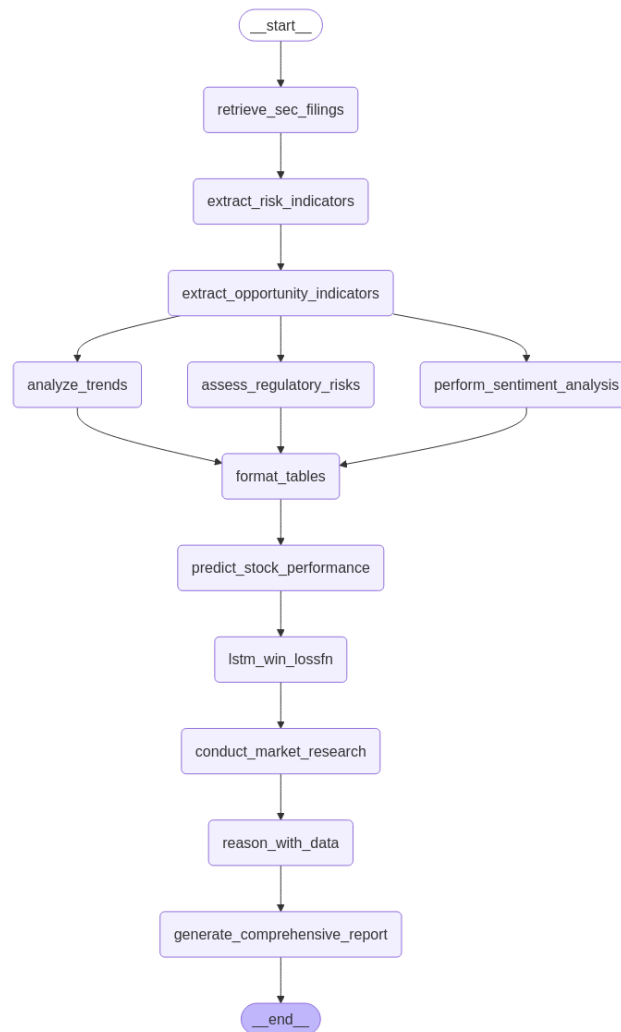 __start__
retrieve_sec_filings
extract_risk_indicators
extract_opportunity_indicators
analyze_trends
assess_regulatory_risks
perform_sentiment_analysis
format_tables
predict_stock_performance
lstm_win_lossfn
conduct_market_research
reason_with_data
generate_comprehensive_report
__end__